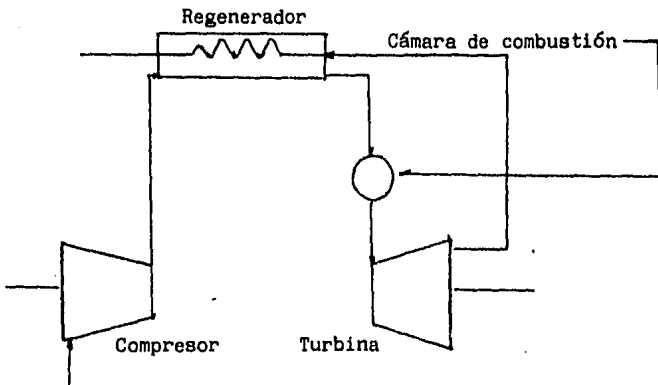 Regenerador
Cámara de combustión
Compresor
Turbina